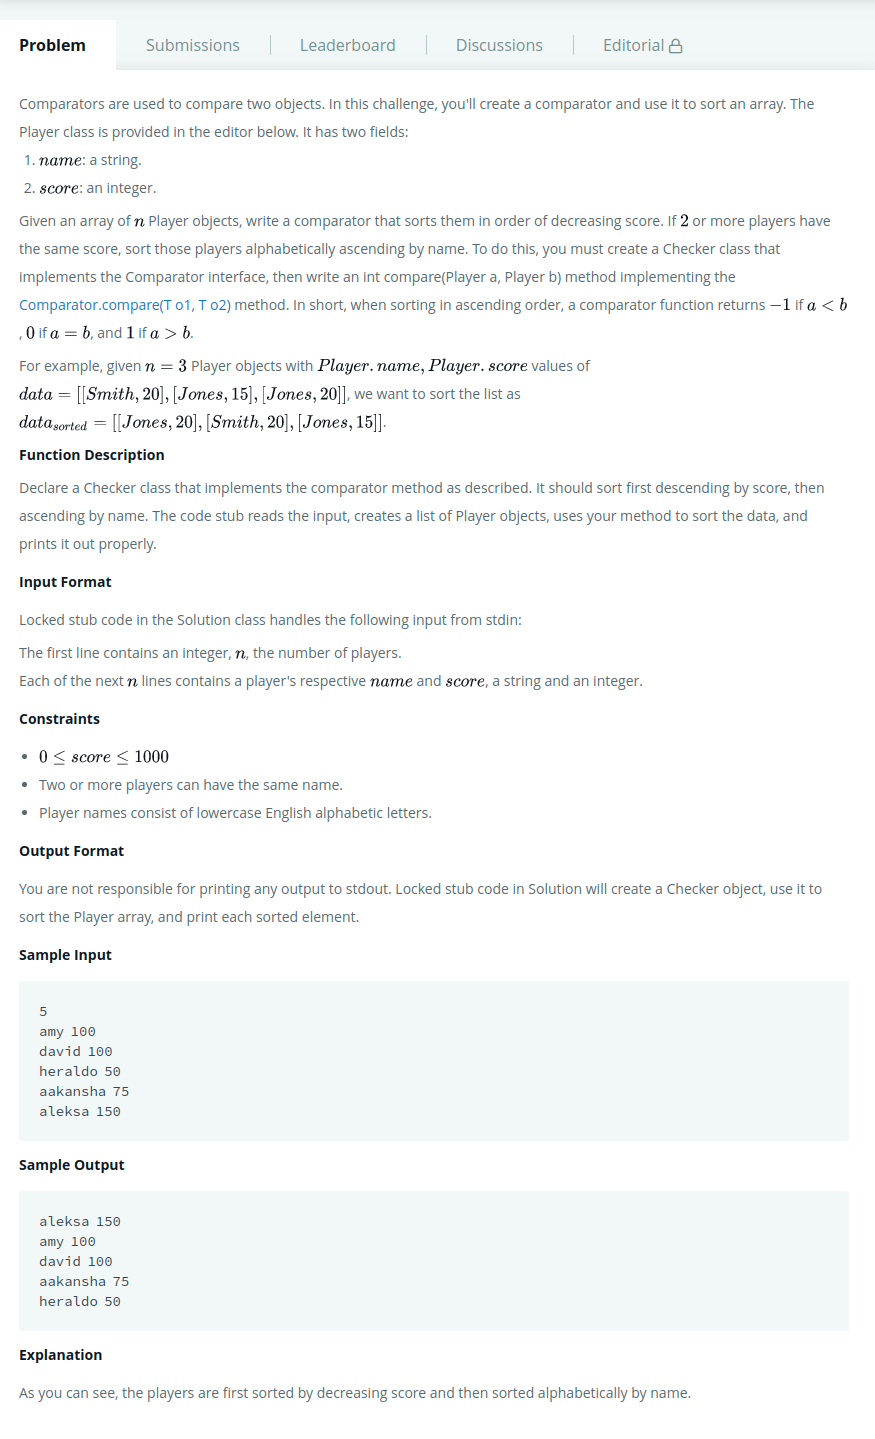 Problem Submissions Leaderboard Discussions Editorial
Comparators are used to compare two objects. In this challenge, you'll create a comparator and use it to sort an array. The
Player class is provided in the editor below. It has two fields:
1. name: a string.
2. score: an integer.
Given an array of n Player objects, write a comparator that sorts them in order of decreasing score. If 2 or more players have
the same score, sort those players alphabetically ascending by name. To do this, you must create a Checker class that
implements the Comparator interface, then write an int compare(Player a, Player b) method implementing the
Comparator.compare(T o1, T o2) method. In short, when sorting in ascending order, a comparator function returns −1 if a < b
, 0 if a = b, and 1 if a > b.
For example, given n = 3 Player objects with Player. name, Player. score values of
data = [[Smith, 20], [Jones, 15], [Jones, 20]], we want to sort the list as
data_sorted = [[Jones, 20], [Smith, 20], [Jones, 15]].
Function Description
Declare a Checker class that implements the comparator method as described. It should sort first descending by score, then
ascending by name. The code stub reads the input, creates a list of Player objects, uses your method to sort the data, and
prints it out properly.
Input Format
Locked stub code in the Solution class handles the following input from stdin:
The first line contains an integer, n, the number of players.
Each of the next n lines contains a player's respective name and score, a string and an integer.
Constraints
• 0 ≤ score ≤ 1000
• Two or more players can have the same name.
• Player names consist of lowercase English alphabetic letters.
Output Format
You are not responsible for printing any output to stdout. Locked stub code in Solution will create a Checker object, use it to
sort the Player array, and print each sorted element.
Sample Input
5
amy 100
david 100
heraldo 50
aakansha 75
aleksa 150
Sample Output
aleksa 150
amy 100
david 100
aakansha 75
heraldo 50
Explanation
As you can see, the players are first sorted by decreasing score and then sorted alphabetically by name.